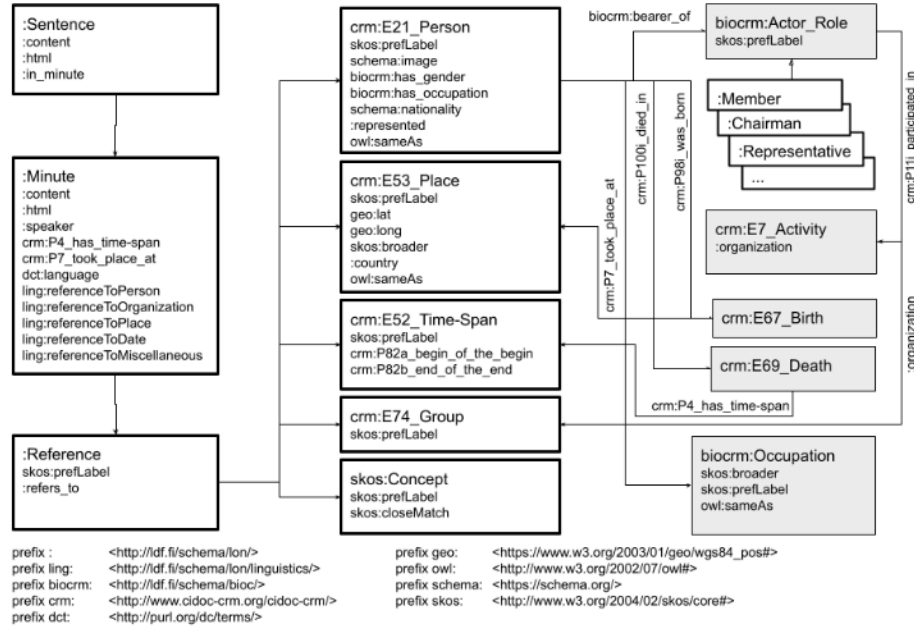 :Sentence
:content
:html
:in_minute
:Minute
:content
:html
:speaker
crm:P4_has_time-span
crm:P7_took_place_at
dct:language
ling:referenceToPerson
ling:referenceToOrganization
ling:referenceToPlace
ling:referenceToDate
ling:referenceToMiscellaneous
:Reference
skos:prefLabel
:refers_to
crm:E21_Person
skos:prefLabel
schema:image
biocrm:has_gender
biocrm:has_occupation
schema:nationality
:represented
owl:sameAs
crm:E53_Place
skos:prefLabel
geo:lat
geo:long
skos:broader
:country
owl:sameAs
crm:E52_Time-Span
skos:prefLabel
crm:P82a_begin_of_the_begin
crm:P82b_end_of_the_end
crm:E74_Group
skos:prefLabel
skos:Concept
skos:prefLabel
skos:closeMatch
biocrm:bearer_of
crm:P7_took_place_at
crm:P100i_died_in
crm:P98i_was_born
crm:P4_has_time-span
biocrm:Actor_Role
skos:prefLabel
:Member
:Chairman
:Representative
...
crm:E7_Activity
:organization
crm:E67_Birth
crm:E69_Death
biocrm:Occupation
skos:broader
skos:prefLabel
owl:sameAs
crm:P11i_participated_in
:organization
prefix : <http://ldf.fi/schema/lon/>
prefix ling: <http://ldf.fi/schema/lon/linguistics/>
prefix biocrm: <http://ldf.fi/schema/bioc/>
prefix crm: <http://www.cidoc-crm.org/cidoc-crm/>
prefix dct: <http://purl.org/dc/terms/>
prefix geo: <https://www.w3.org/2003/01/geo/wgs84_pos#>
prefix owl: <http://www.w3.org/2002/07/owl#>
prefix schema: <https://schema.org/>
prefix skos: <http://www.w3.org/2004/02/skos/core#>